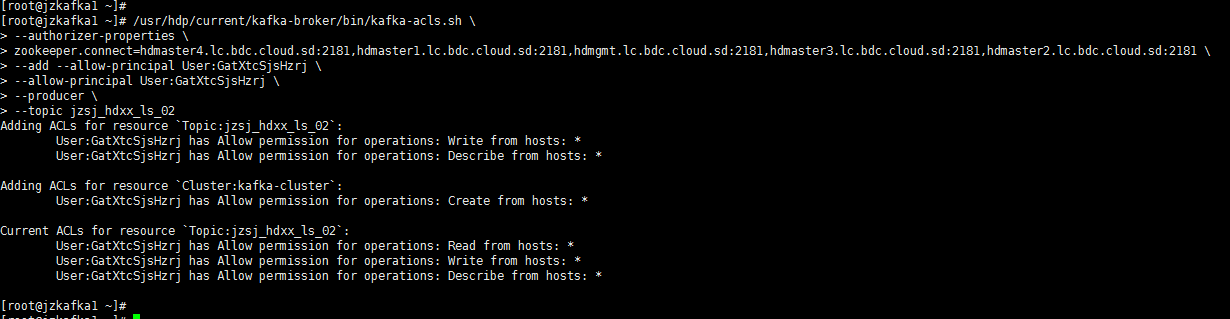 [root@jzkafka1 ~]#
[root@jzkafka1 ~]# /usr/hdp/current/kafka-broker/bin/kafka-acls.sh \
> --authorizer-properties \
> zookeeper.connect=hdmaster4.lc.bdc.cloud.sd:2181,hdmaster1.lc.bdc.cloud.sd:2181,hdmgmt.lc.bdc.cloud.sd:2181,hdmaster3.lc.bdc.cloud.sd:2181,hdmaster2.lc.bdc.cloud.sd:2181 \
> --add --allow-principal User:GatXtcSjsHzrj \
> --allow-principal User:GatXtcSjsHzrj \
> --producer \
> --topic jzsj_hdxx_ls_02
Adding ACLs for resource `Topic:jzsj_hdxx_ls_02`:
User:GatXtcSjsHzrj has Allow permission for operations: Write from hosts: *
User:GatXtcSjsHzrj has Allow permission for operations: Describe from hosts: *
Adding ACLs for resource `Cluster:kafka-cluster`:
User:GatXtcSjsHzrj has Allow permission for operations: Create from hosts: *
Current ACLs for resource `Topic:jzsj_hdxx_ls_02`:
User:GatXtcSjsHzrj has Allow permission for operations: Read from hosts: *
User:GatXtcSjsHzrj has Allow permission for operations: Write from hosts: *
User:GatXtcSjsHzrj has Allow permission for operations: Describe from hosts: *
[root@jzkafka1 ~]#
[root@jzkafka1 ~]#